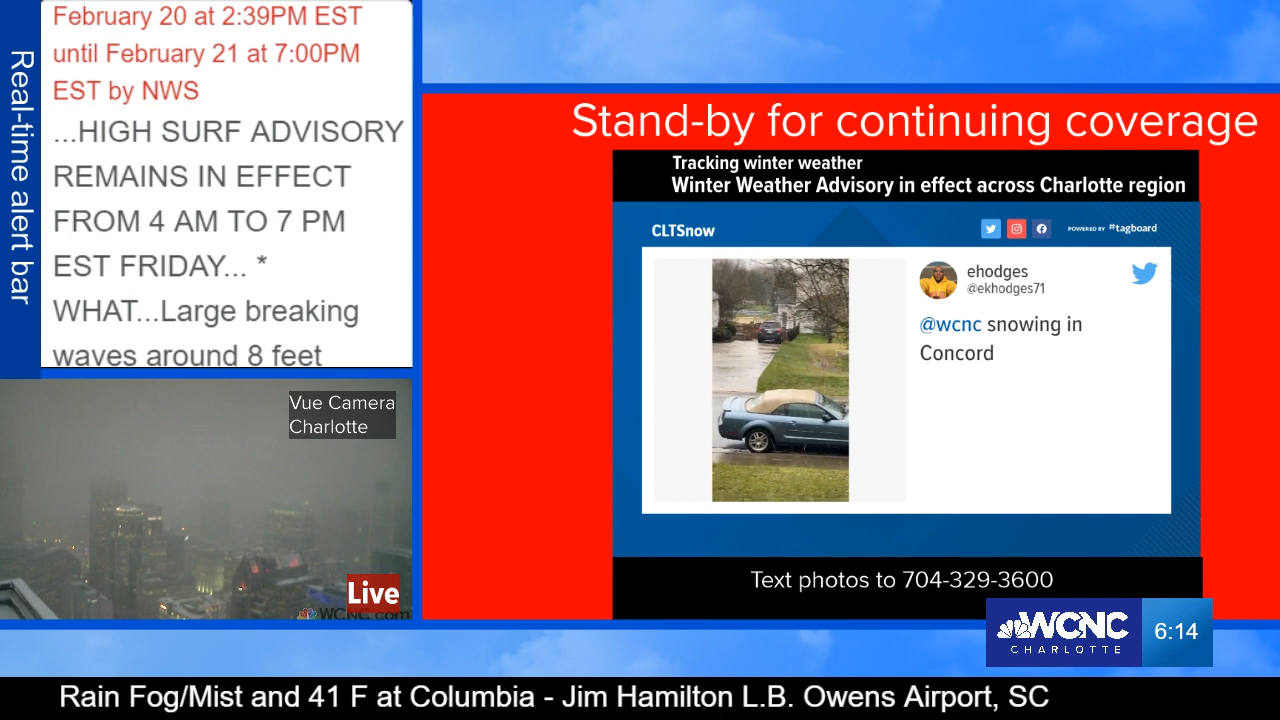 Real-time alert bar
February 20 at 2:39PM EST
until February 21 at 7:00PM
EST by NWS
...HIGH SURF ADVISORY
REMAINS IN EFFECT
FROM 4 AM TO 7 PM
EST FRIDAY... *
WHAT...Large breaking
waves around 8 feet
Vue Camera
Charlotte
Live
WCNC.com
Stand-by for continuing coverage
Tracking winter weather
Winter Weather Advisory in effect across Charlotte region
CLTSnow
POWERED BY #tagboard
ehodges
@ekhodges71
@wcnc snowing in
Concord
Text photos to 704-329-3600
WCNC
CHARLOTTE
6:14
Rain Fog/Mist and 41 F at Columbia - Jim Hamilton L.B. Owens Airport, SC